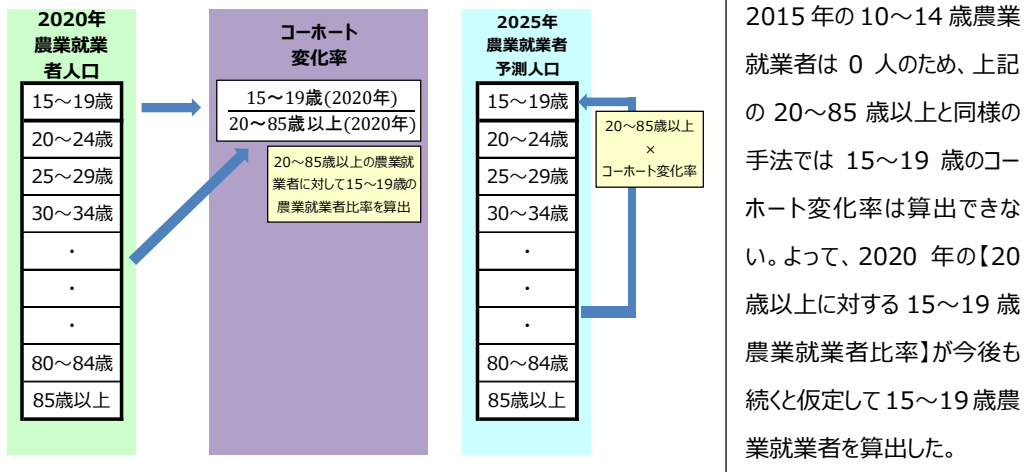 2020年
農業就業
者人口
15～19歳
20～24歳
25～29歳
30～34歳
・
・
・
80～84歳
85歳以上
コーホート
変化率
15～19歳(2020年)
20～85歳以上(2020年)
20～85歳以上の農業就
業者に対して15～19歳の
農業就業者比率を算出
2025年
農業就業者
予測人口
15～19歳
20～24歳
25～29歳
30～34歳
・
・
・
80～84歳
85歳以上
20～85歳以上
×
コーホート変化率
2015 年の 10～14 歳農業
就業者は 0 人のため、上記
の 20～85 歳以上と同様の
手法では 15～19 歳のコー
ホート変化率は算出できな
い。よって、2020 年の【20
歳以上に対する 15～19 歳
農業就業者比率】が今後も
続くと仮定して 15～19 歳農
業就業者を算出した。